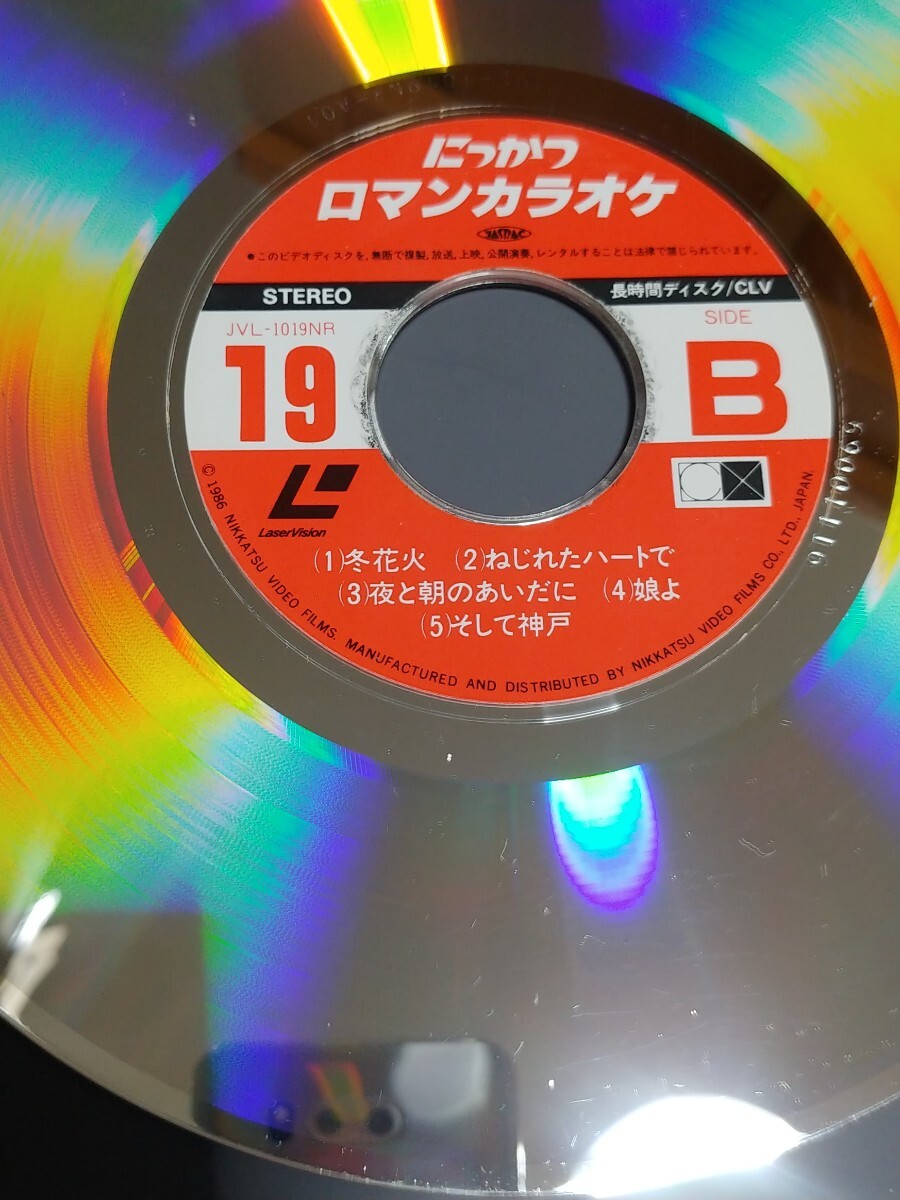 にっかつ
ロマンカラオケ
JASRAC
●このビデオディスクを,無断で複製,放送,上映,公開演奏,レンタルすることは法律で禁じられています。
STEREO
長時間ディスク/CLV
JVL-1019NR
SIDE
19
B
LaserVision
(1)冬花火 (2)ねじれたハートで
(3)夜と朝のあいだに (4)娘よ
(5)そして神戸
©1986 NIKKATSU VIDEO FILMS. MANUFACTURED AND DISTRIBUTED BY NIKKATSU VIDEO FILMS CO., LTD., JAPAN.